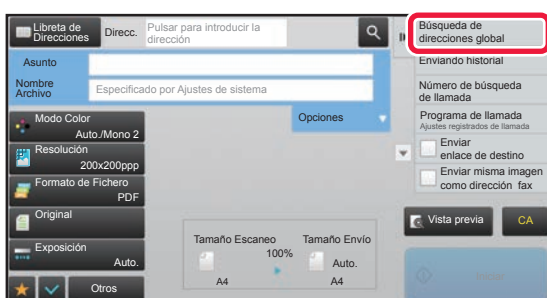 Libreta de
Direcciones
Direcc.
Pulsar para introducir la
dirección
Asunto
Nombre
Archivo
Especificado por Ajustes de sistema
Modo Color
Auto./Mono 2
Resolución
200x200ppp
Formato de Fichero
PDF
Original
Exposición
Auto.
Otros
Opciones
Tamaño Escaneo
100%
Tamaño Envío
Auto.
A4
A4
Búsqueda de
direcciones global
Enviando historial
Número de búsqueda
de llamada
Programa de llamada
Ajustes registrados de llamada
Enviar
enlace de destino
Enviar misma imagen
como dirección fax
Vista previa
CA
Iniciar